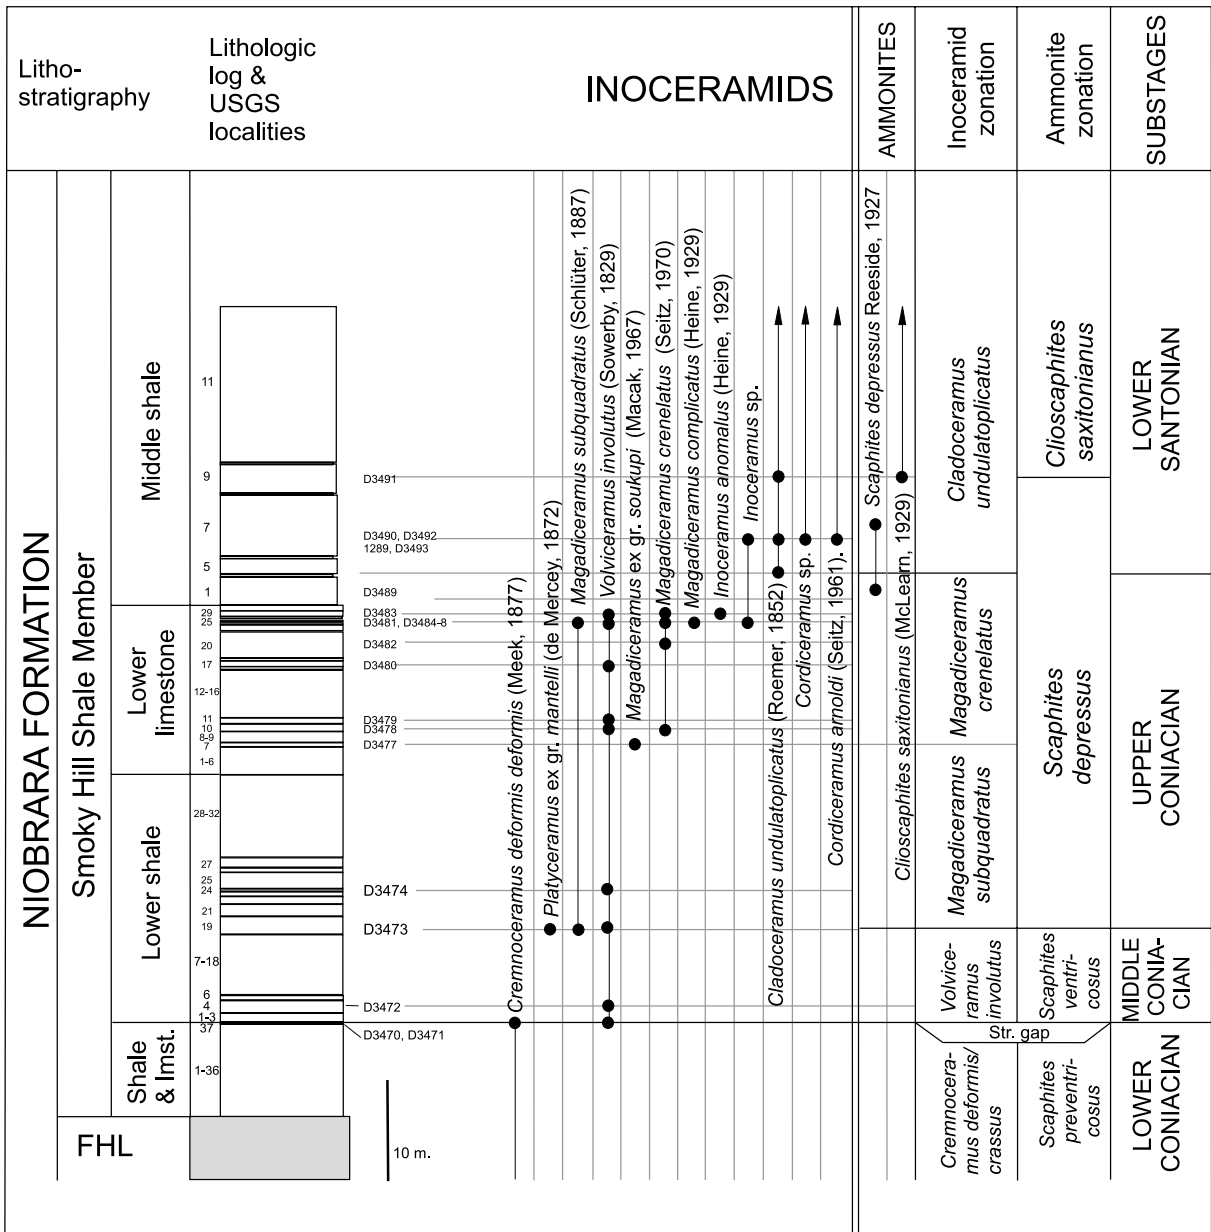 Litho-
stratigraphy
Lithologic
log &
USGS
localities
INOCERAMIDS
AMMONITES
Inoceramid
zonation
Ammonite
zonation
SUBSTAGES
NIOBRARA FORMATION
Smoky Hill Shale Member
Middle shale
Lower
limestone
Lower shale
Shale
& lmst.
FHL
11
9
7
5
1
29
25
20
17
12-16
11
10
8-9
7
1-6
28-32
27
25
24
21
19
7-18
6
4
1-3
37
1-36
D3491
D3490, D3492
1289, D3493
D3489
D3483
D3481, D3484-8
D3482
D3480
D3479
D3478
D3477
D3474
D3473
D3472
D3470, D3471
10 m.
Cremnoceramus deformis (Meek, 1877)
Platyceramus ex gr. mantelli (de Mercey, 1872)
Magadiceramus subquadratus (Schlüter, 1887)
Volviceramus involutus (Sowerby, 1829)
Magadiceramus ex gr. soukupi (Macak, 1967)
Magadiceramus crenelatus (Seitz, 1970)
Magadiceramus complicatus (Heine, 1929)
Inoceramus anomalus (Heine, 1929)
Inoceramus sp.
Cladoceramus undulatoplicatus (Roemer, 1852)
Cordiceramus sp.
Cordiceramus arnoldi (Seitz, 1961).
Scaphites depressus Reeside, 1927
Clioscaphites saxitonianus (McLearn, 1929)
Cladoceramus
undulatoplicatus
Magadiceramus
crenelatus
Magadiceramus
subquadratus
Volvice-
ramus
involutus
Str. gap
Cremnocera-
mus deformis/
crassus
Clioscaphites
saxitonianus
Scaphites
depressus
Scaphites
ventri-
cosus
Scaphites
preventri-
cosus
LOWER
SANTONIAN
UPPER
CONIACIAN
MIDDLE
CONIA-
CIAN
LOWER
CONIACIAN